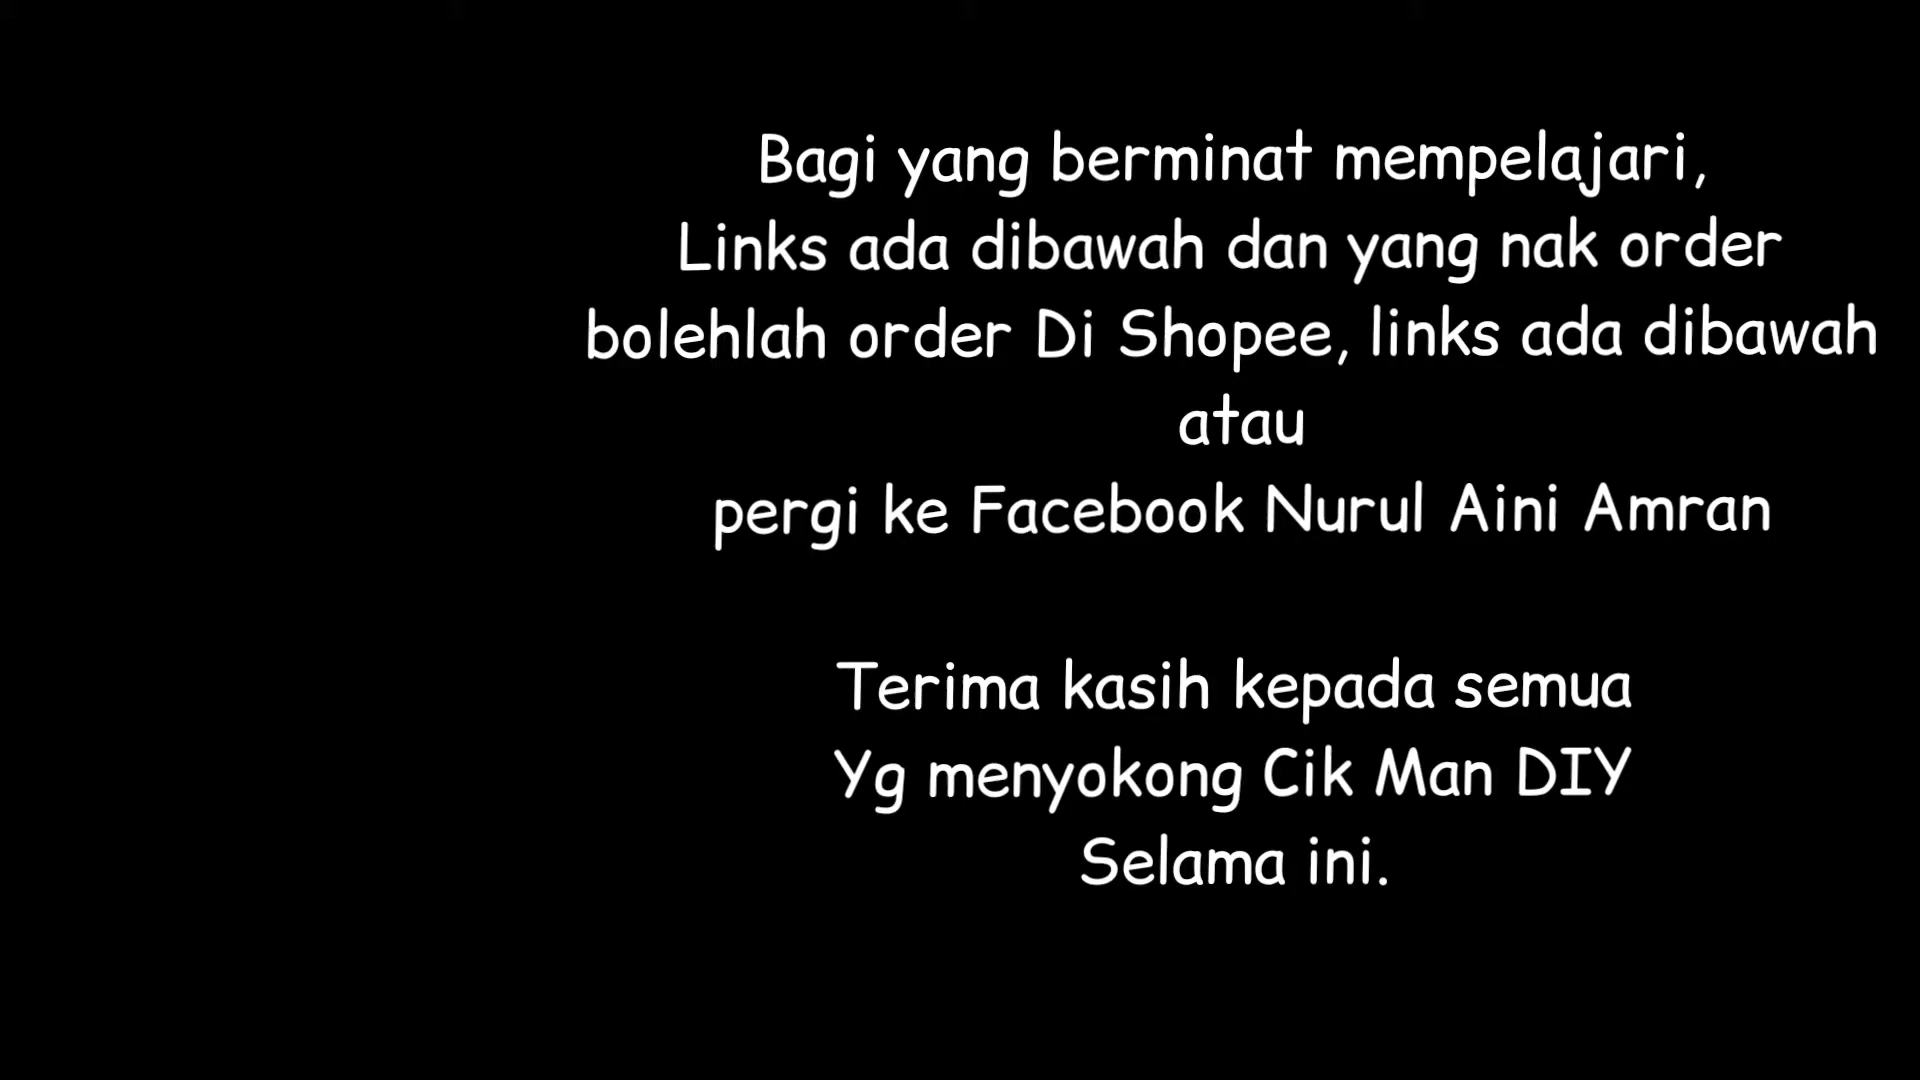 Bagi yang berminat mempelajari,
Links ada dibawah dan yang nak order
bolehlah order Di Shopee, links ada dibawah
atau
pergi ke Facebook Nurul Aini Amran
Terima kasih kepada semua
Yg menyokong Cik Man DIY
Selama ini.